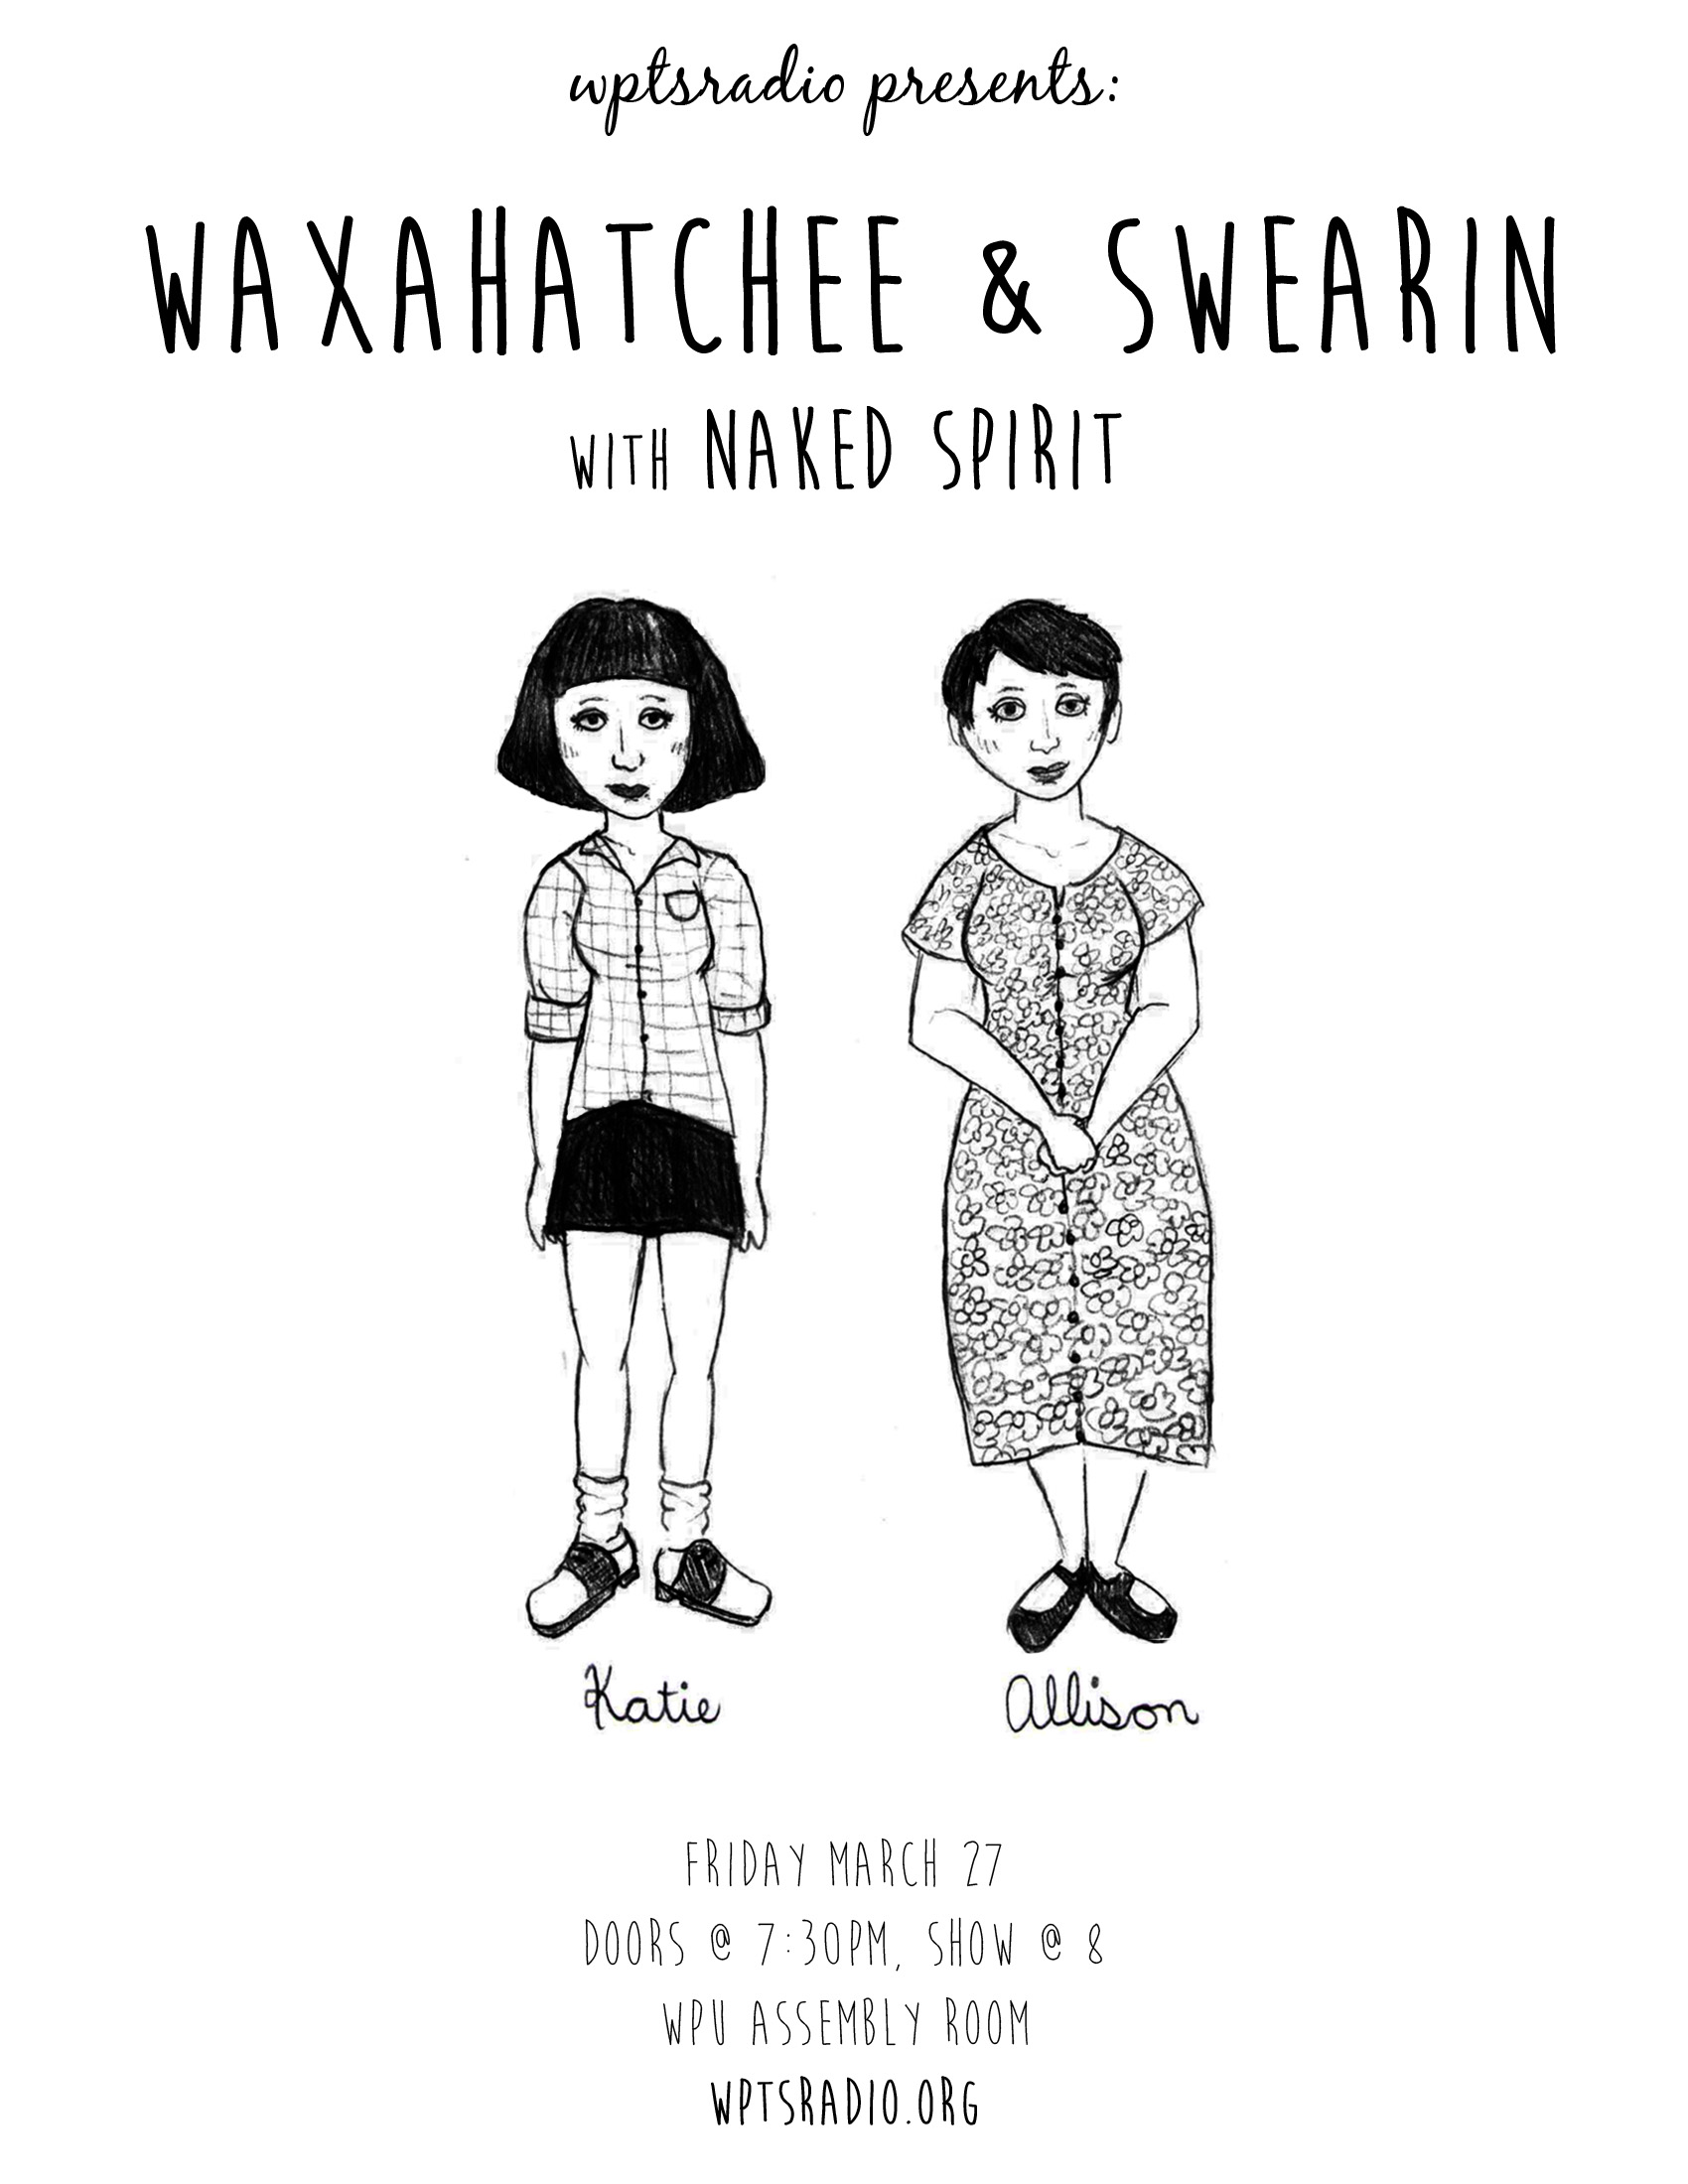 wptsradio presents:
WAXAHATCHEE & SWEARIN
WITH NAKED SPIRIT
Katie
Allison
FRIDAY MARCH 27
DOORS @ 7:30PM, SHOW @ 8
WPU ASSEMBLY ROOM
WPTSRADIO.ORG